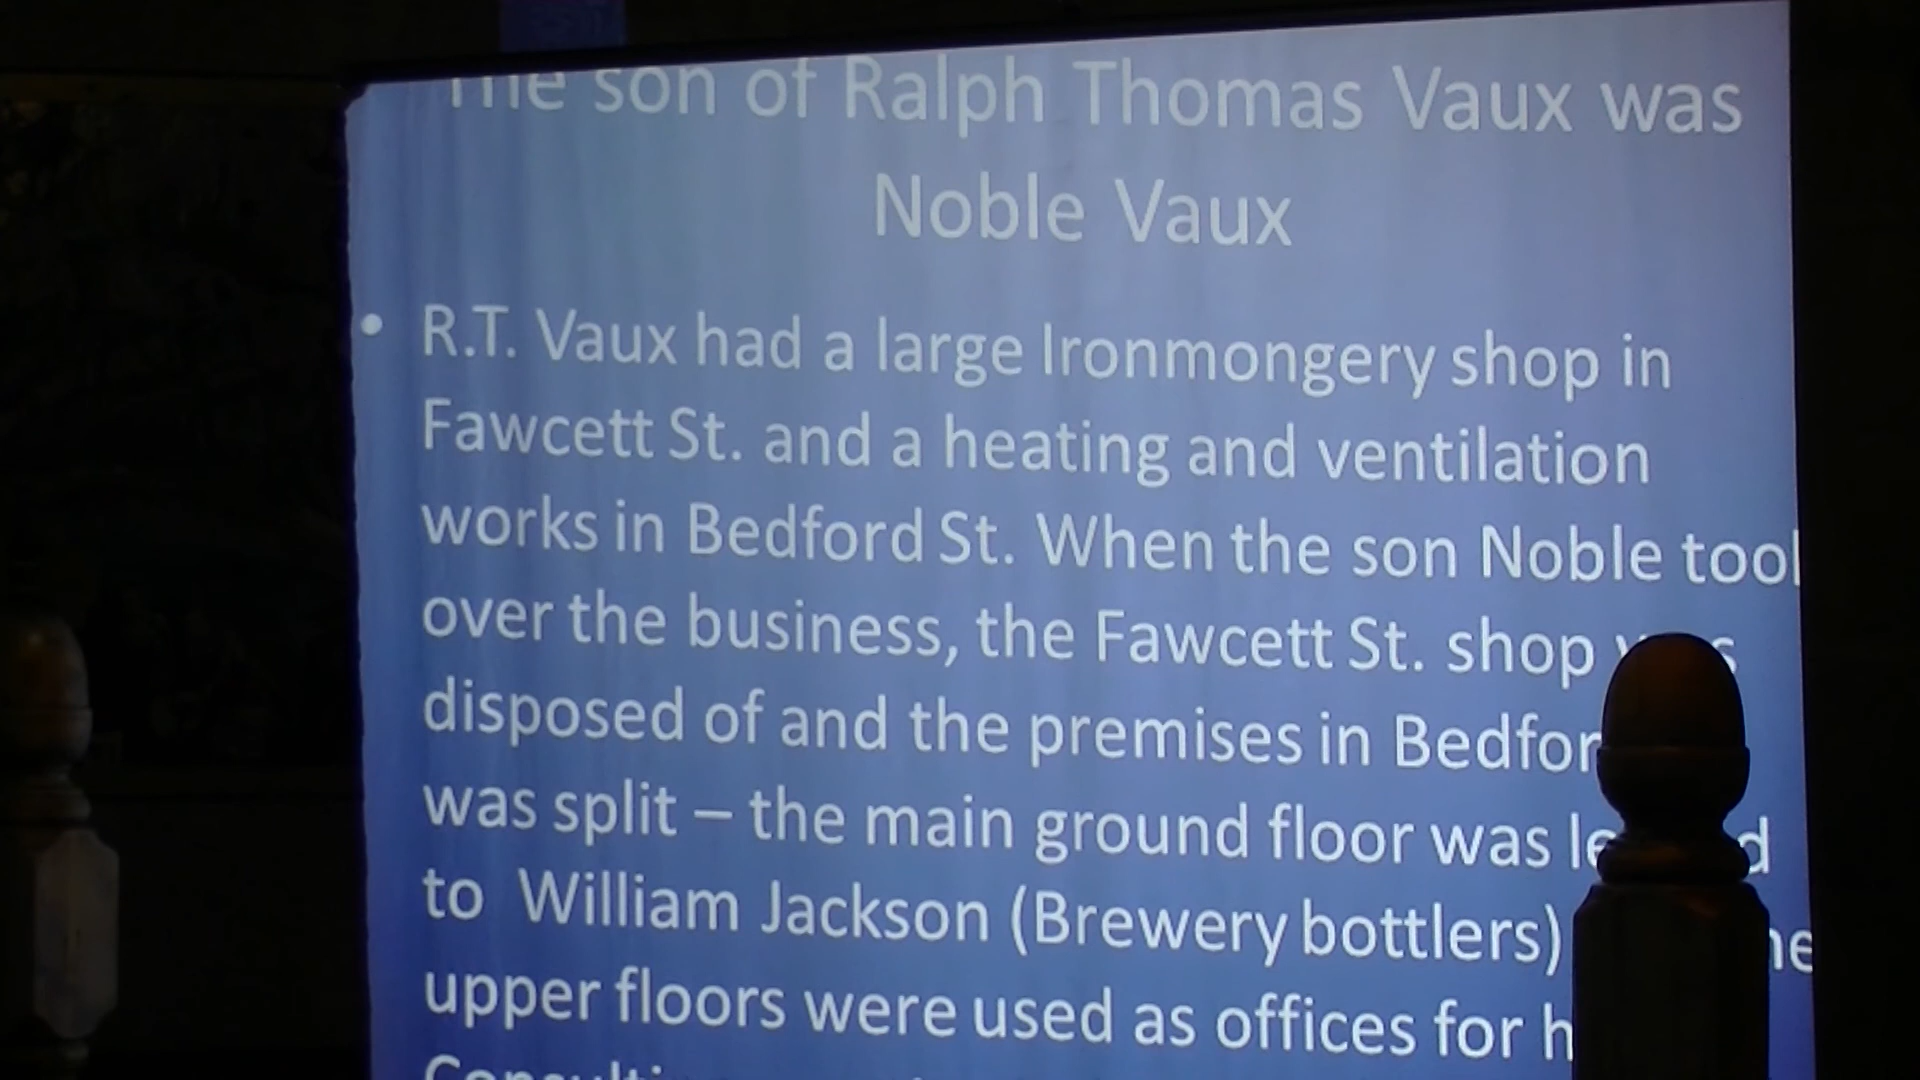 The son of Ralph Thomas Vaux was
Noble Vaux
• R.T. Vaux had a large Ironmongery shop in
Fawcett St. and a heating and ventilation
works in Bedford St. When the son Noble
over the business, the Fawcett St. shop
disposed of and the premises in
was split – the main ground floor was
to William Jackson (Brewery bottlers)
upper floors were used as offices for